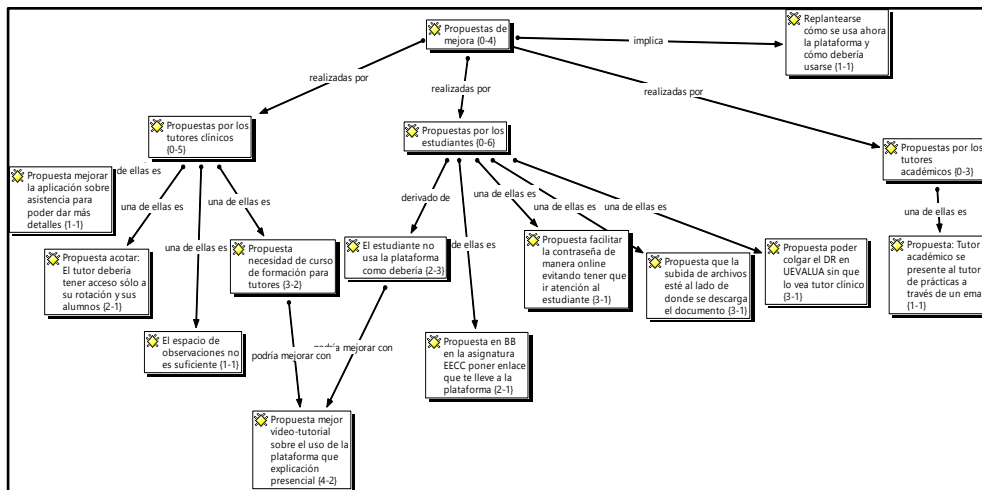 Propuestas de
mejora {0-4}
implica
Replantearse
cómo se usa ahora
la plataforma y
cómo debería
usarse {1-1}
realizadas por
realizadas por
realizadas por
Propuestas por los
tutores clínicos
{0-5}
Propuestas por los
estudiantes {0-6}
Propuestas por los
tutores
académicos {0-3}
de ellas es
Propuesta mejorar
la aplicación sobre
asistencia para
poder dar más
detalles {1-1}
una de ellas es
una de ellas es
una de ellas es
derivado de
de ellas es
una de ellas es
una de ellas es
una de ellas es
una de ellas es
Propuesta acotar:
El tutor debería
tener acceso sólo a
su rotación y sus
alumnos {2-1}
Propuesta
necesidad de curso
de formación para
tutores {3-2}
El estudiante no
usa la plataforma
como debería {2-3}
Propuesta facilitar
la contraseña de
manera online
evitando tener que
ir atención al
estudiante {3-1}
Propuesta que la
subida de archivos
esté al lado de
donde se descarga
el documento {3-1}
Propuesta poder
colgar el DR en
UEVALUA sin que
lo vea tutor clínico
{3-1}
Propuesta: Tutor
académico se
presente al tutor
de prácticas a
través de un ema
{1-1}
El espacio de
observaciones no
es suficiente {1-1}
podría mejorar con
podría mejorar con
Propuesta en BB
en la asignatura
EECC poner enlace
que te lleve a la
plataforma {2-1}
Propuesta mejor
vídeo-tutorial
sobre el uso de la
plataforma que
explicación
presencial {4-2}